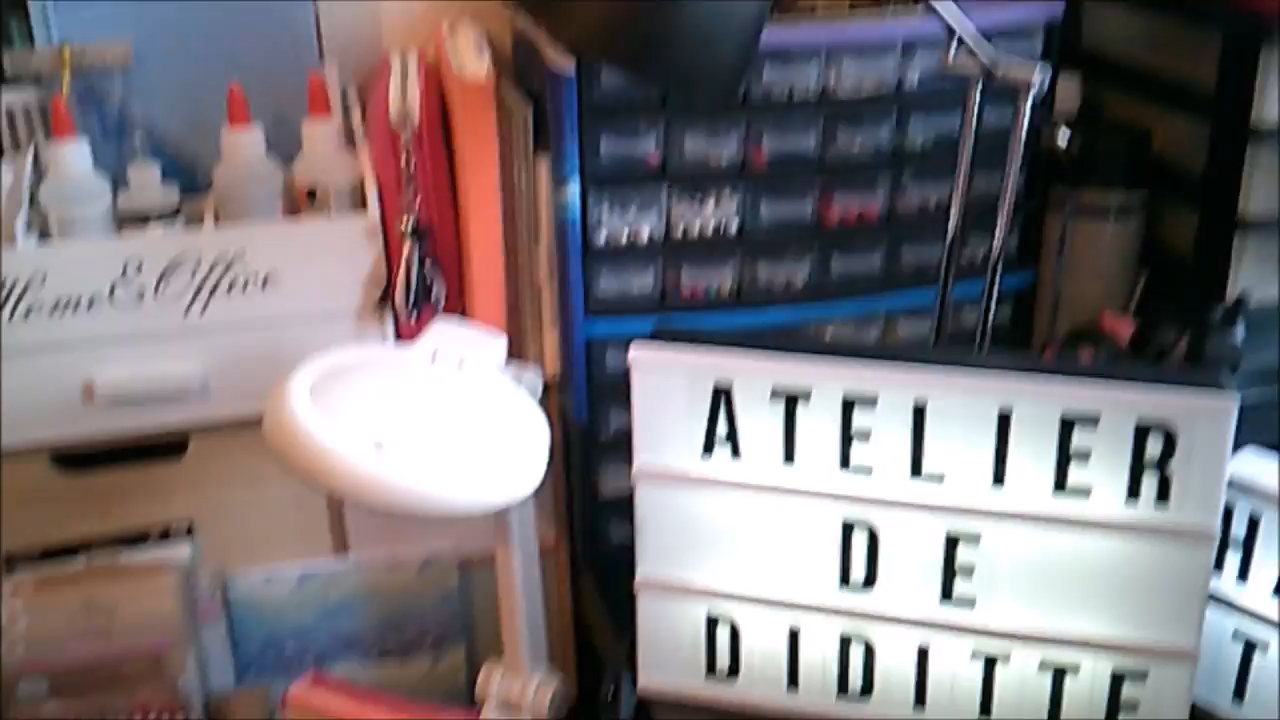 Home & Office
ATELIER
DE
DIDITTE
H
T